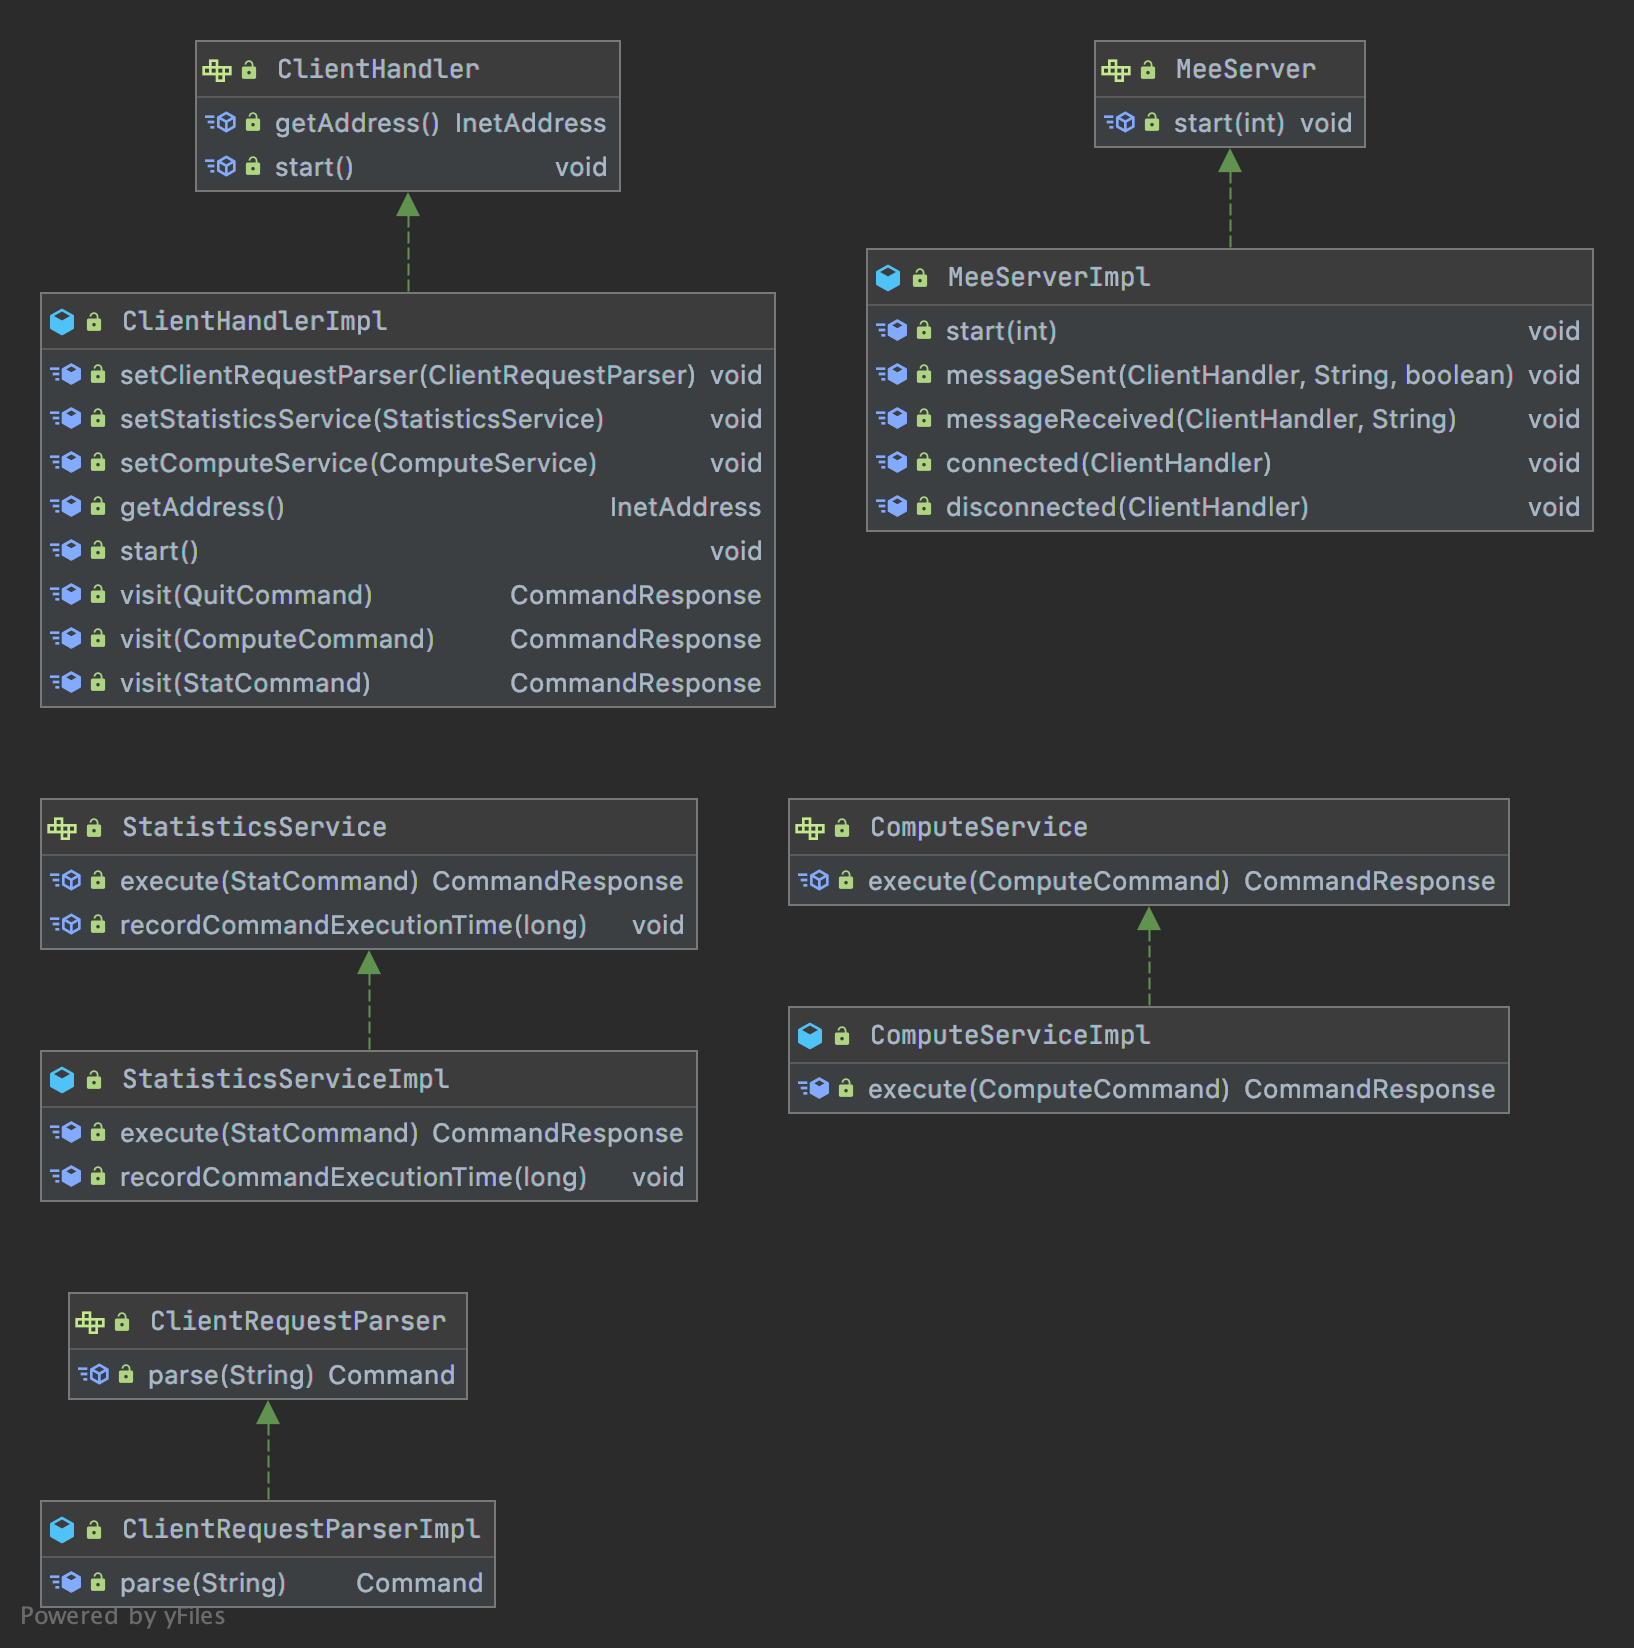 ClientHandler
getAddress() InetAddress
start() void
MeeServer
start(int) void
ClientHandlerImpl
setClientRequestParser(ClientRequestParser) void
setStatisticsService(StatisticsService) void
setComputeService(ComputeService) void
getAddress() InetAddress
start() void
visit(QuitCommand) CommandResponse
visit(ComputeCommand) CommandResponse
visit(StatCommand) CommandResponse
MeeServerImpl
start(int) void
messageSent(ClientHandler, String, boolean) void
messageReceived(ClientHandler, String) void
connected(ClientHandler) void
disconnected(ClientHandler) void
StatisticsService
execute(StatCommand) CommandResponse
recordCommandExecutionTime(long) void
ComputeService
execute(ComputeCommand) CommandResponse
StatisticsServiceImpl
execute(StatCommand) CommandResponse
recordCommandExecutionTime(long) void
ComputeServiceImpl
execute(ComputeCommand) CommandResponse
ClientRequestParser
parse(String) Command
ClientRequestParserImpl
parse(String) Command
Powered by yFiles